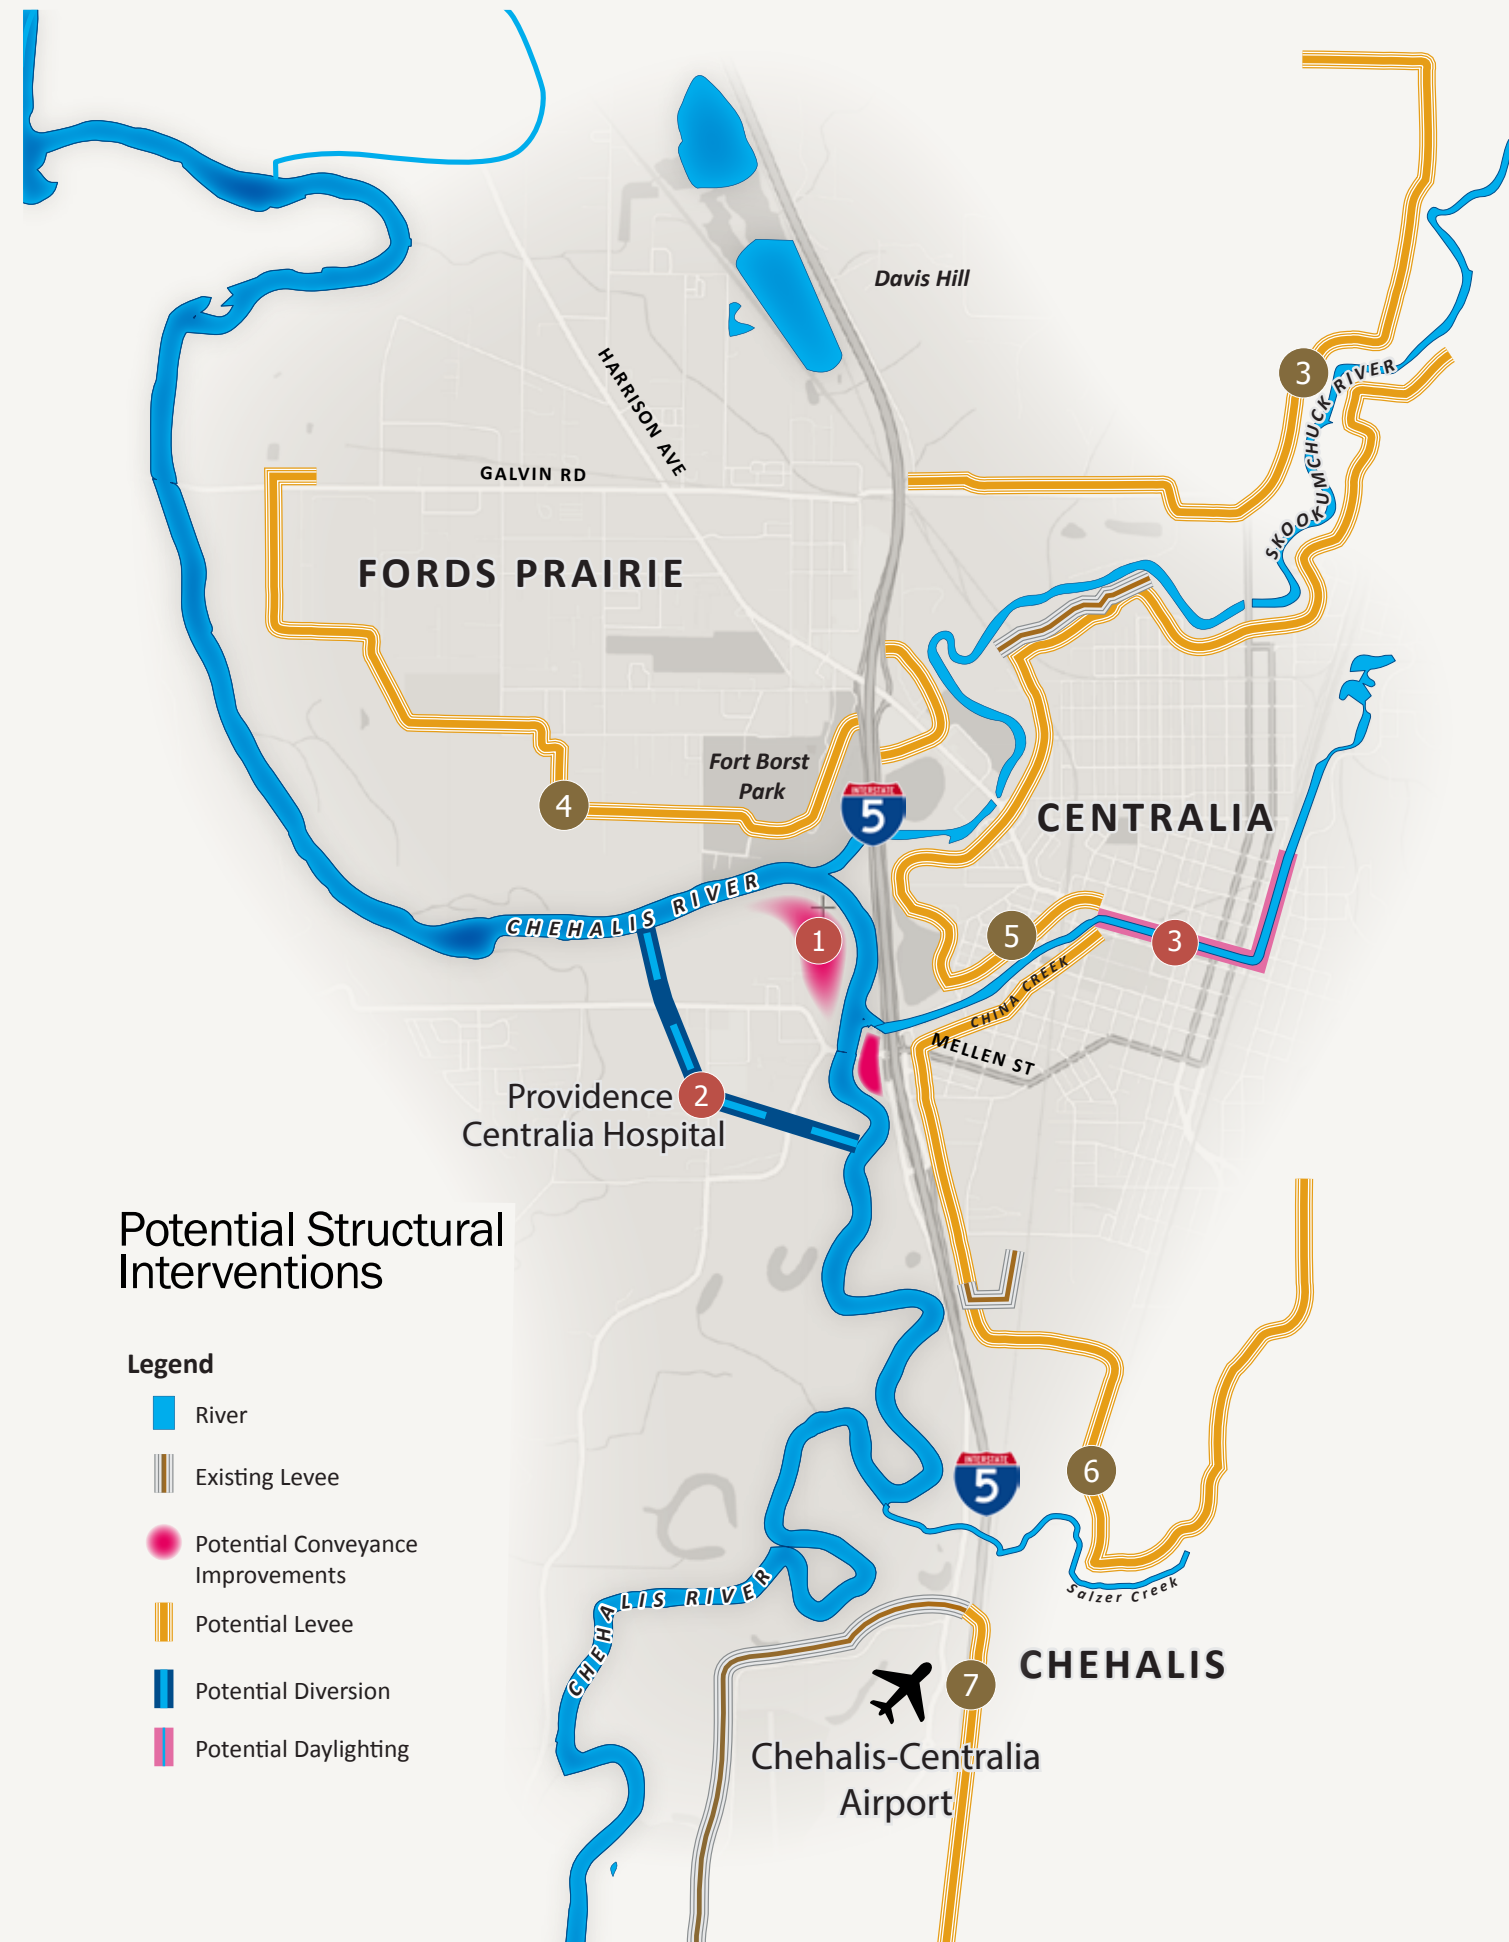 Davis Hill
3
SKOOKUMCHUCK RIVER
HARRISON AVE
GALVIN RD
FORDS PRAIRIE
Fort Borst
Park
4
INTERSTATE
5
CENTRALIA
CHEHALIS RIVER
1
5
3
CHINA CREEK
MELLEN ST
Providence
Centralia Hospital
2
Potential Structural
Interventions
Legend
River
Existing Levee
Potential Conveyance
Improvements
Potential Levee
Potential Diversion
Potential Daylighting
INTERSTATE
5
6
Salzer Creek
CHEHALIS RIVER
CHEHALIS
7
Chehalis-Centralia
Airport